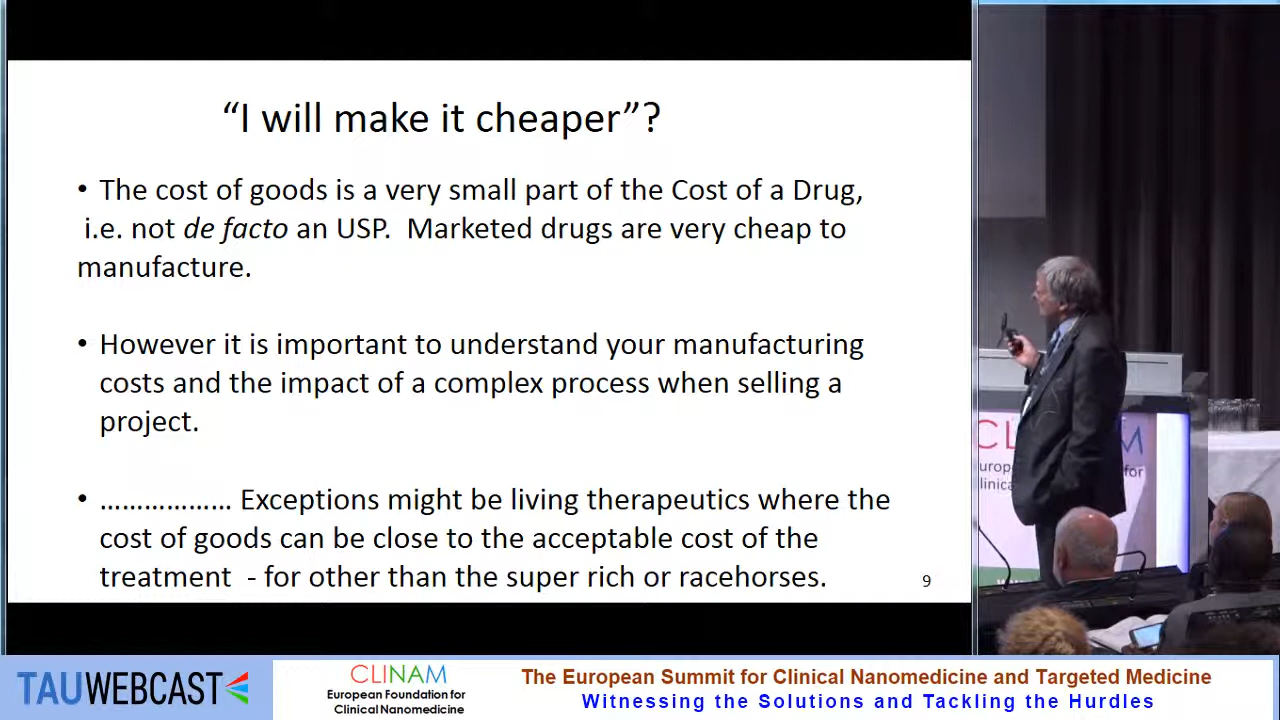 “I will make it cheaper”?
• The cost of goods is a very small part of the Cost of a Drug,
i.e. not de facto an USP. Marketed drugs are very cheap to
manufacture.
• However it is important to understand your manufacturing
costs and the impact of a complex process when selling a
project.
• ……………… Exceptions might be living therapeutics where the
cost of goods can be close to the acceptable cost of the
treatment - for other than the super rich or racehorses.
9
CL
AM
urope
for
linica
TAUWEBCAST
CLINAM
European Foundation for
Clinical Nanomedicine
The European Summit for Clinical Nanomedicine and Targeted Medicine
Witnessing the Solutions and Tackling the Hurdles